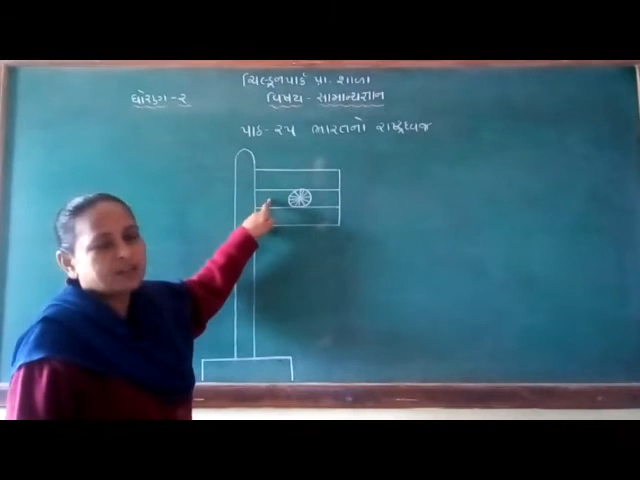 ચિલ્ડ્રનપાર્ક પ્રા. શાળા
ધોરણ-૨
વિષય - સામાન્યજ્ઞાન
પાઠ-૨૫ ભારતનો રાષ્ટ્રધ્વજ